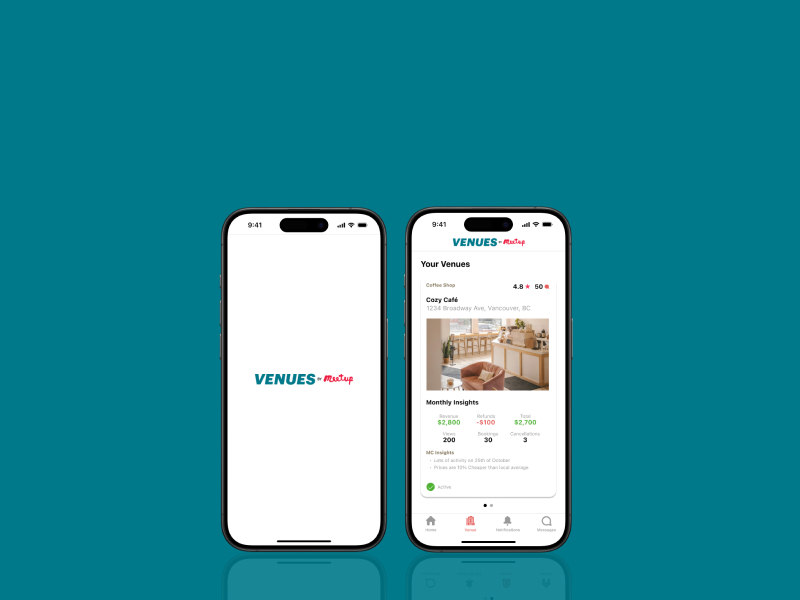 9:41
VENUES by Meetup
9:41
VENUES by Meetup
Your Venues
Coffee Shop
4.8 50
Cozy Café
1234 Broadway Ave, Vancouver, BC
Monthly Insights
Revenue Refunds Total
$2,800 -$100 $2,700
Views Bookings Cancellations
200 30 3
MC Insights
Lots of activity on 29th of October
Prices are 10% Cheaper than local average
Active
Home Venue Notifications Messages